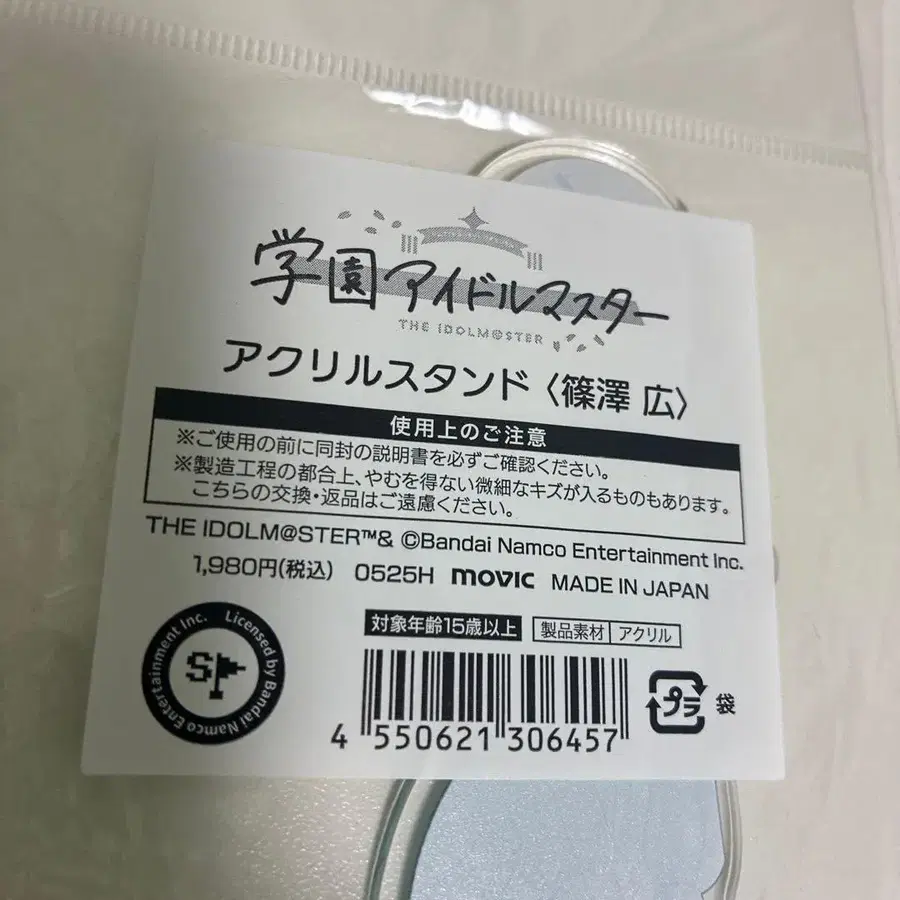 学園アイドルマスター
THE IDOLM@STER
アクリルスタンド〈篠澤 広〉
使用上のご注意
※ご使用の前に同封の説明書を必ずご確認ください。
※製造工程の都合上、やむを得ない微細なキズが入るものもあります。
こちらの交換・返品はご遠慮ください。
THE IDOLM@STER™& ©Bandai Namco Entertainment Inc.
1,980円(税込) 0525H movic MADE IN JAPAN
対象年齢15歳以上 製品素材 アクリル
Licensed by Bandai Namco Entertainment Inc.
S
プラ 袋
4 550621 306457